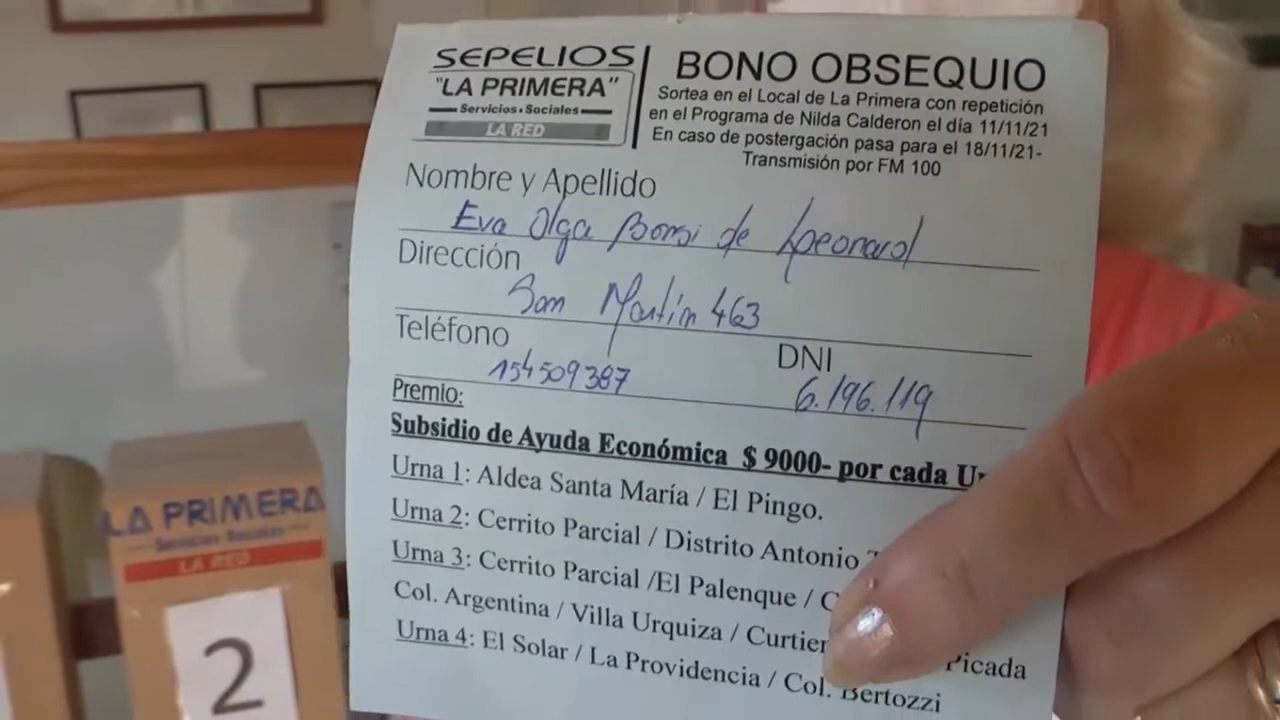 SEPELIOS
"LA PRIMERA"
Servicios • Sociales
LA RED
BONO OBSEQUIO
Sortea en el Local de La Primera con repetición
en el Programa de Nilda Calderon el día 11/11/21
En caso de postergación pasa para el 18/11/21-
Transmisión por FM 100
Nombre y Apellido
Eva Olga de
Dirección
San Martín 463
Teléfono
154509387
DNI
6.196.119
Premio:
Subsidio de Ayuda Económica $ 9000- por cada
Urna 1: Aldea Santa María / El Pingo.
Urna 2: Cerrito Parcial / Distrito Antonio
Urna 3: Cerrito Parcial /El Palenque /
Col. Argentina / Villa Urquiza / Picada
Urna 4: El Solar / La Providencia / Col. Bertozzi
LA PRIMERA
Servicios Sociales
LA RED
2